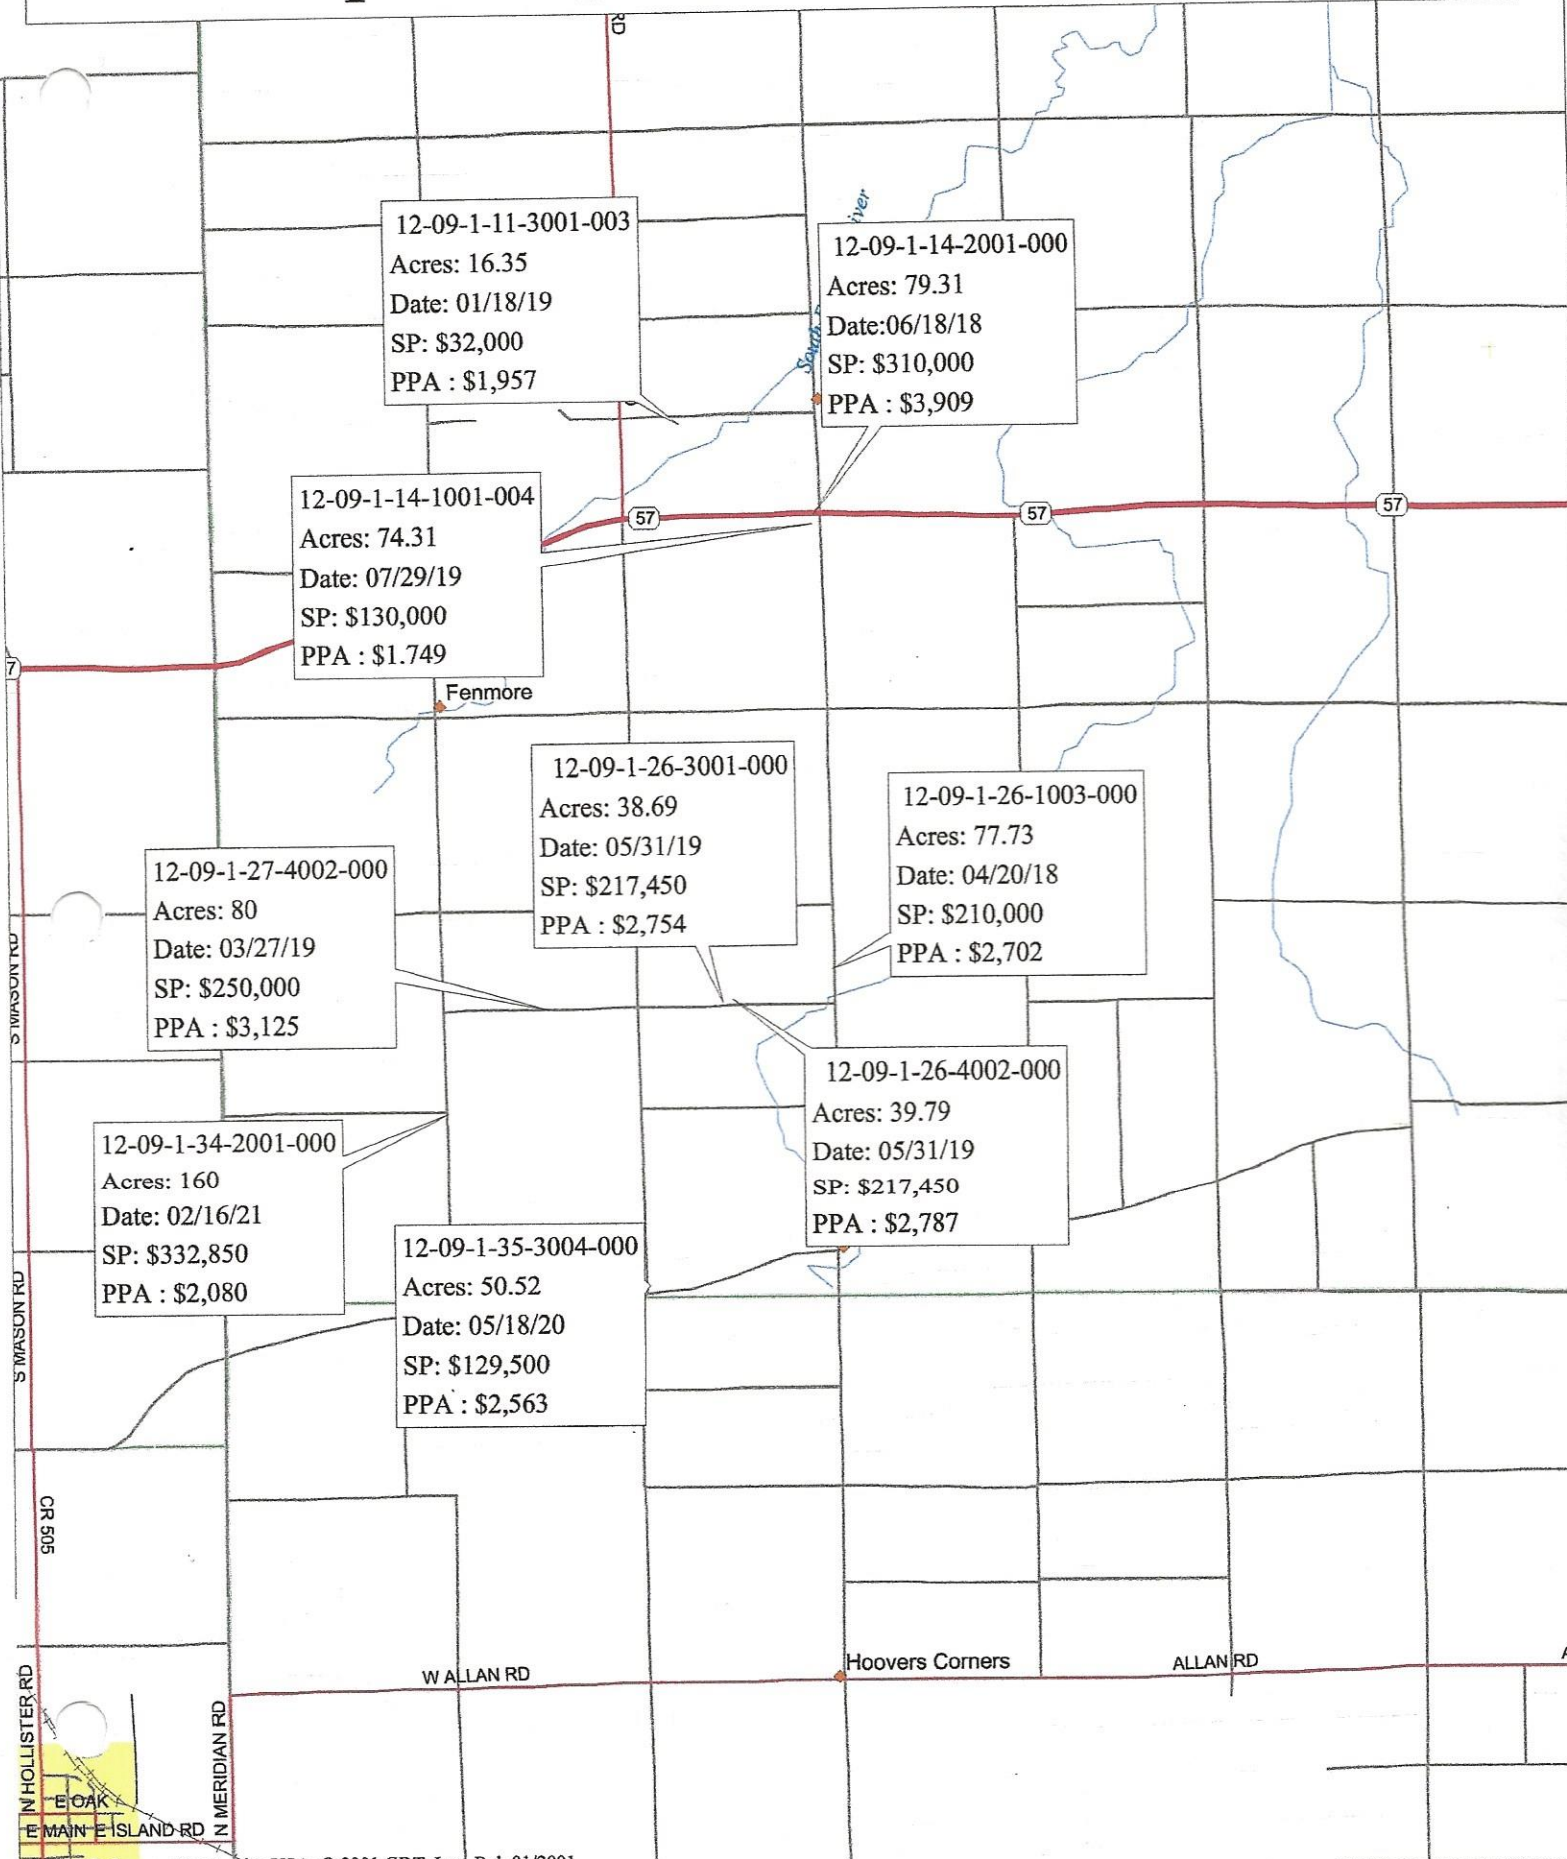 RD
12-09-1-11-3001-003
Acres: 16.35
Date: 01/18/19
SP: $32,000
PPA : $1,957
iver
South
12-09-1-14-2001-000
Acres: 79.31
Date:06/18/18
SP: $310,000
PPA : $3,909
12-09-1-14-1001-004
Acres: 74.31
Date: 07/29/19
SP: $130,000
PPA : $1.749
57
57
57
7
Fenmore
12-09-1-26-3001-000
Acres: 38.69
Date: 05/31/19
SP: $217,450
PPA : $2,754
12-09-1-26-1003-000
Acres: 77.73
Date: 04/20/18
SP: $210,000
PPA : $2,702
12-09-1-27-4002-000
Acres: 80
Date: 03/27/19
SP: $250,000
PPA : $3,125
S MASON RD
12-09-1-26-4002-000
Acres: 39.79
Date: 05/31/19
SP: $217,450
PPA : $2,787
12-09-1-34-2001-000
Acres: 160
Date: 02/16/21
SP: $332,850
PPA : $2,080
12-09-1-35-3004-000
Acres: 50.52
Date: 05/18/20
SP: $129,500
PPA : $2,563
S MASON RD
CR 505
Hoovers Corners
W ALLAN RD
ALLAN RD
N HOLLISTER RD
N MERIDIAN RD
E OAK
E MAIN E ISLAND RD